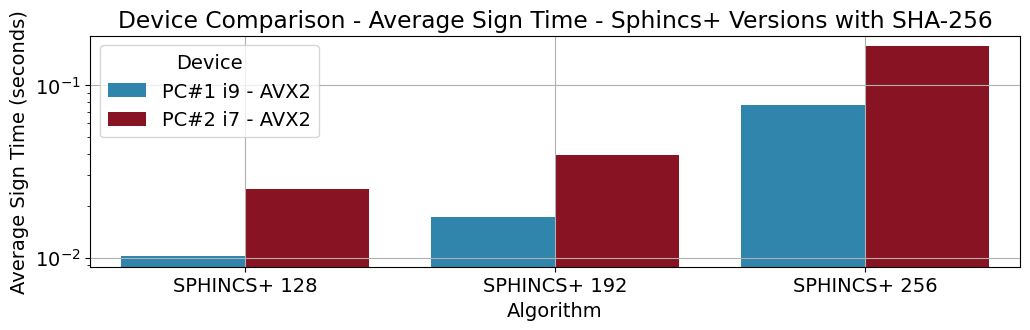 Device Comparison - Average Sign Time - Sphincs+ Versions with SHA-256
Average Sign Time (seconds)
10⁻¹
10⁻²
Device
PC#1 i9 - AVX2
PC#2 i7 - AVX2
SPHINCS+ 128
SPHINCS+ 192
SPHINCS+ 256
Algorithm